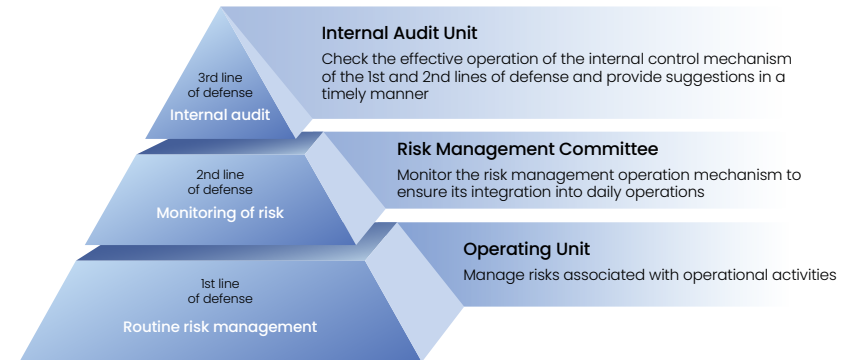 3rd line
of defense
Internal audit
Internal Audit Unit
Check the effective operation of the internal control mechanism
of the 1st and 2nd lines of defense and provide suggestions in a
timely manner
2nd line
of defense
Monitoring of risk
Risk Management Committee
Monitor the risk management operation mechanism to
ensure its integration into daily operations
1st line
of defense
Routine risk management
Operating Unit
Manage risks associated with operational activities